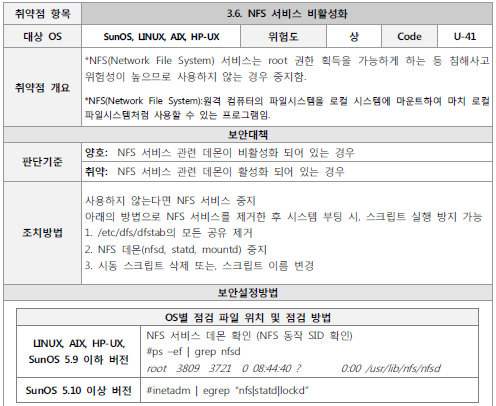 취약점 항목 3.6. NFS 서비스 비활성화
대상 OS SunOS, LINUX, AIX, HP-UX 위험도 상 Code U-41
취약점 개요
*NFS(Network File System) 서비스는 root 권한 획득을 가능하게 하는 등 침해사고
위험성이 높으므로 사용하지 않는 경우 중지함.
*NFS(Network File System):원격 컴퓨터의 파일시스템을 로컬 시스템에 마운트하여 마치 로컬
파일시스템처럼 사용할 수 있는 프로그램임.
보안대책
판단기준
양호: NFS 서비스 관련 데몬이 비활성화 되어 있는 경우
취약: NFS 서비스 관련 데몬이 활성화 되어 있는 경우
조치방법
사용하지 않는다면 NFS 서비스 중지
아래의 방법으로 NFS 서비스를 제거한 후 시스템 부팅 시, 스크립트 실행 방지 가능
1. /etc/dfs/dfstab의 모든 공유 제거
2. NFS 데몬(nfsd, statd, mountd) 중지
3. 시동 스크립트 삭제 또는, 스크립트 이름 변경
보안설정방법
OS별 점검 파일 위치 및 점검 방법
LINUX, AIX, HP-UX,
SunOS 5.9 이하 버전
NFS 서비스 데몬 확인 (NFS 동작 SID 확인)
#ps –ef | grep nfsd
root 3809 3721 0 08:44:40 ? 0:00 /usr/lib/nfs/nfsd
SunOS 5.10 이상 버전 #inetadm | egrep “nfs|statd|lockd”